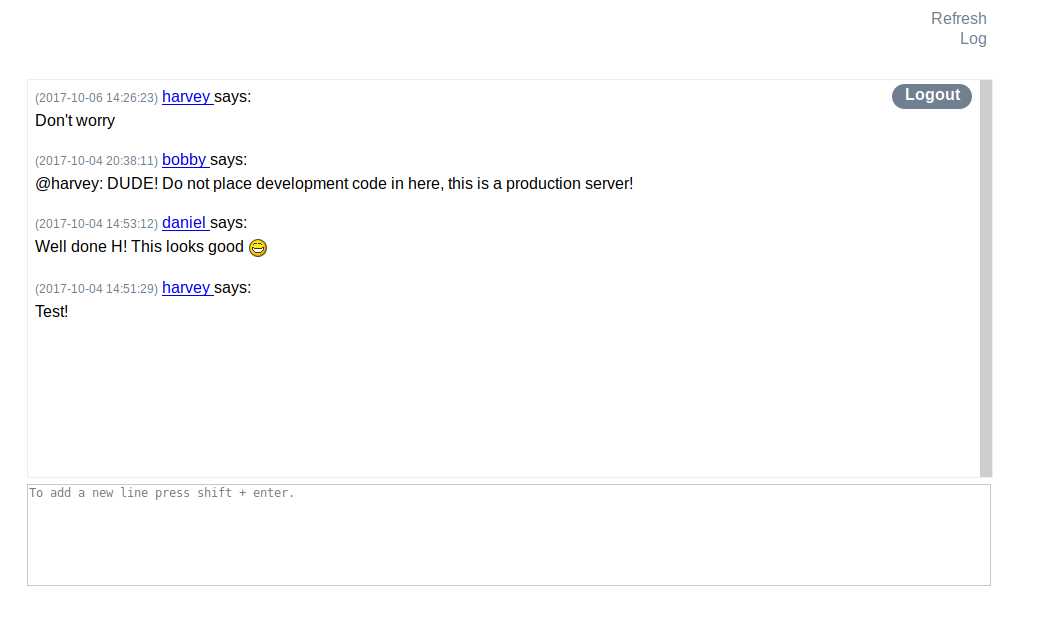 Refresh
Log
Logout
(2017-10-06 14:26:23) harvey says:
Don't worry
(2017-10-04 20:38:11) bobby says:
@harvey: DUDE! Do not place development code in here, this is a production server!
(2017-10-04 14:53:12) daniel says:
Well done H! This looks good
(2017-10-04 14:51:29) harvey says:
Test!
To add a new line press shift + enter.